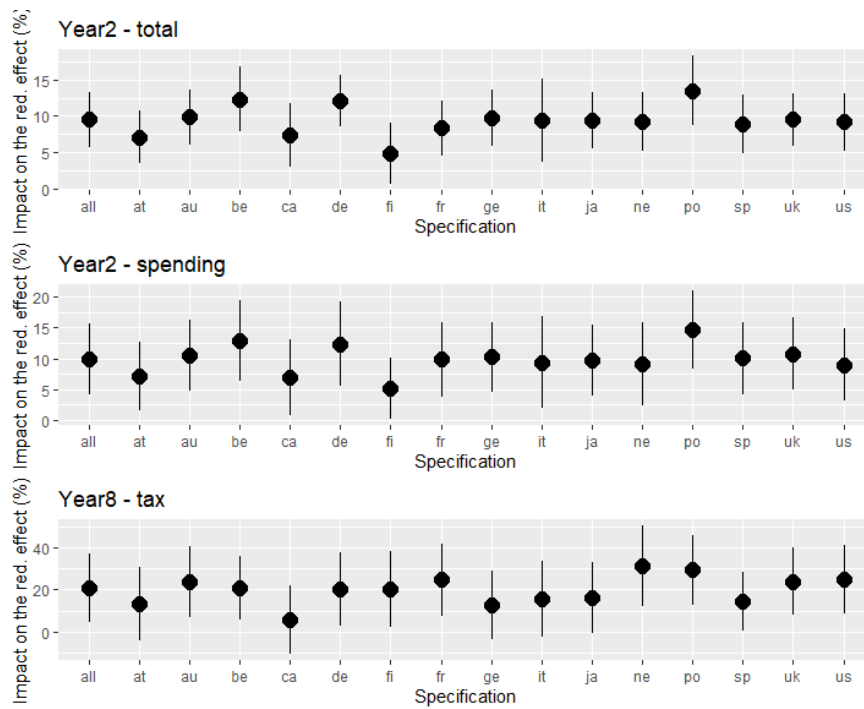 Year2 - total
Impact on the red. effect (%)
15
10
5
0
all at au be ca de fi fr ge it ja ne po sp uk us
Specification
Year2 - spending
Impact on the red. effect (%)
20
15
10
5
0
all at au be ca de fi fr ge it ja ne po sp uk us
Specification
Year8 - tax
Impact on the red. effect (%)
40
20
0
all at au be ca de fi fr ge it ja ne po sp uk us
Specification